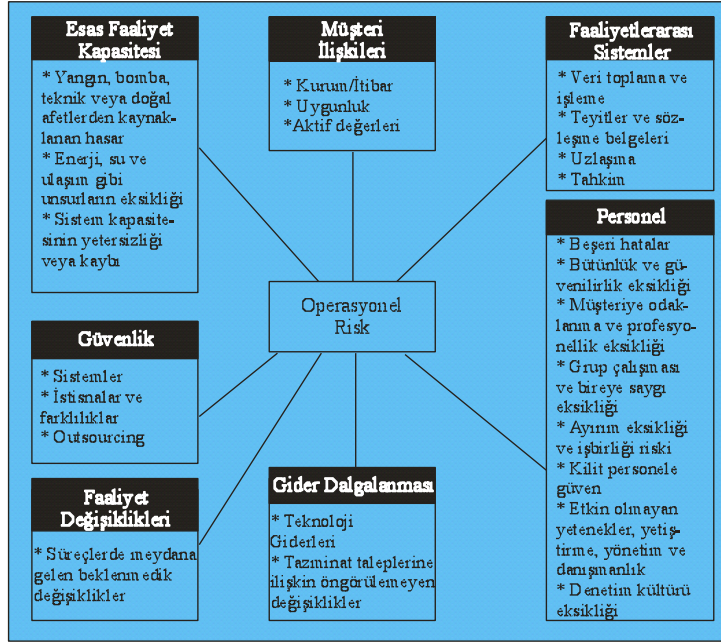 Esas Faaliyet
Kapasitesi
* Yangın, bomba,
teknik veya doğal
afetlerden kaynak-
lanan hasar
* Enerji, su ve
ulaşım gibi
unsurların eksikliği
* Sistem kapasite-
sinin yetersizliği
veya kaybı
Müşteri
İlişkileri
* Kurum/İtibar
* Uygunluk
*Aktif değerleri
Faaliyetlerarası
Sistemler
* Veri toplama ve
işleme
* Teyitler ve söz-
leşme belgeleri
* Uzlaşıma
* Tahkim
Operasyonel
Risk
Güvenlik
* Sistemler
* İstisnalar ve
farklılıklar
* Outsourcing
Personel
* Beşeri hatalar
* Bütünlük ve gü-
venilirlik eksikliği
* Müşteriye odak-
lanma ve profesyo-
nellik eksikliği
* Grup çalışması
ve bireye saygı
eksikliği
* Ayırım eksikliği
ve işbirliği riski
* Kilit personele
güven
* Etkin olmayan
yetenekler, yetiş-
tirme, yönetim ve
danışmanlık
* Denetim kültürü
eksikliği
Faaliyet
Değişiklikleri
* Süreçlerde meydana
gelen beklenmedik
değişiklikler
Gider Dalgalanması
* Teknoloji
Giderleri
* Tazminat taleplerine
ilişkin öngörülemeyen
değişiklikler